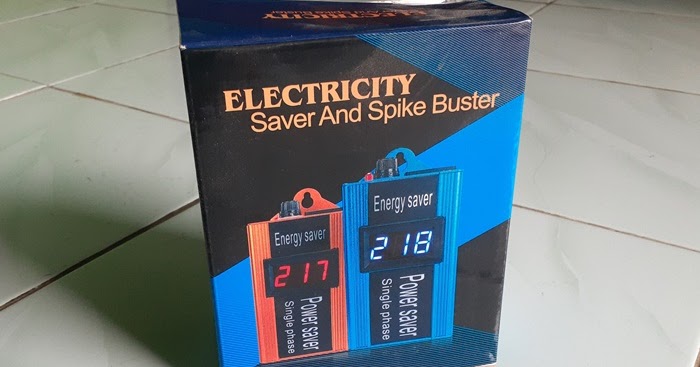 ELECTRICITY
ELECTRICITY
Saver And Spike Buster
Energy saver
217
Power saver
Single phase
Energy saver
218
Power saver
Single phase